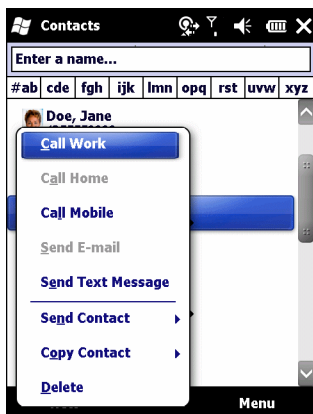 Contacts
Enter a name...
#ab cde fgh ijk lmn opq rst uvw xyz
Doe, Jane
Call Work
Call Home
Call Mobile
Send E-mail
Send Text Message
Send Contact
Copy Contact
Delete
Menu